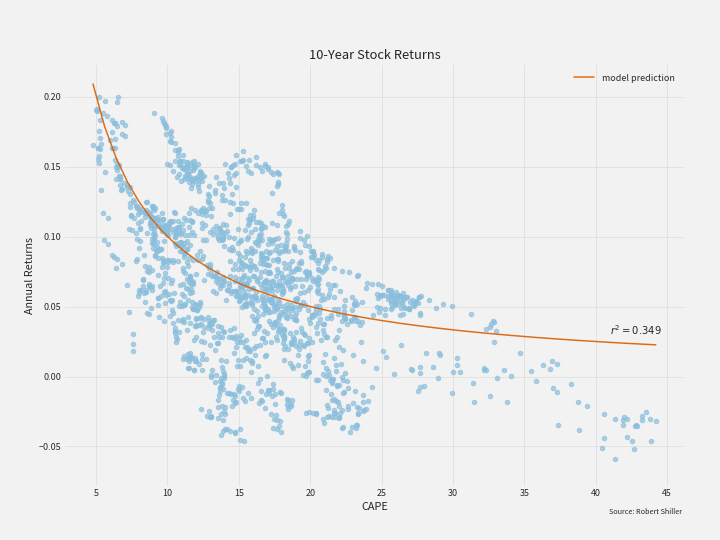 10-Year Stock Returns
model prediction
0.20
0.15
0.10
0.05
0.00
−0.05
Annual Returns
r² = 0.349
5 10 15 20 25 30 35 40 45
CAPE
Source: Robert Shiller